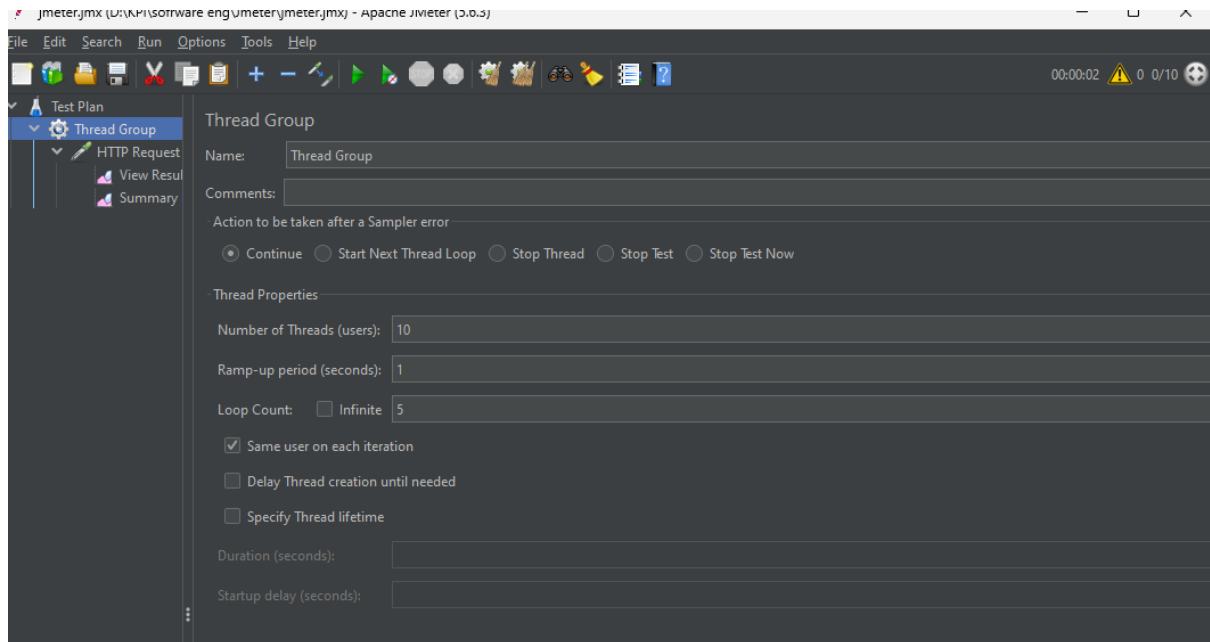 jmeter.jmx (D:\KPI\sofrware eng\Jmeter\jmeter.jmx) - Apache JMeter (5.6.3)
File Edit Search Run Options Tools Help
00:00:02 0 0/10
Test Plan
Thread Group
HTTP Request
View Resul
Summary
Thread Group
Name: Thread Group
Comments:
Action to be taken after a Sampler error
Continue Start Next Thread Loop Stop Thread Stop Test Stop Test Now
Thread Properties
Number of Threads (users): 10
Ramp-up period (seconds): 1
Loop Count: Infinite 5
Same user on each iteration
Delay Thread creation until needed
Specify Thread lifetime
Duration (seconds):
Startup delay (seconds):